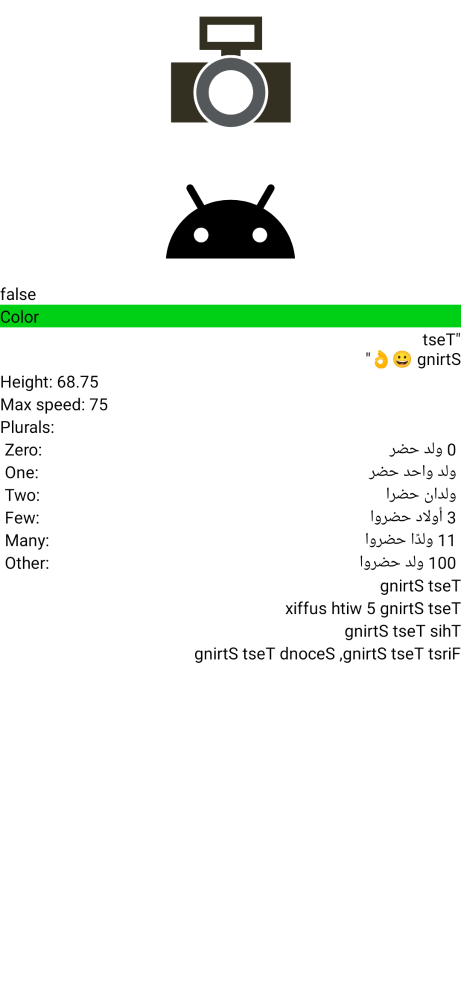 false
Color
tseT"
"👌😀 gnirtS
Height: 68.75
Max speed: 75
Plurals:
Zero: 0 ولد حضر
One: ولد واحد حضر
Two: ولدان حضرا
Few: 3 أولاد حضروا
Many: 11 ولدًا حضروا
Other: 100 ولد حضروا
gnirtS tseT
xiffus htiw 5 gnirtS tseT
gnirtS tseT sihT
gnirtS tseT dnoceS ,gnirtS tseT tsriF